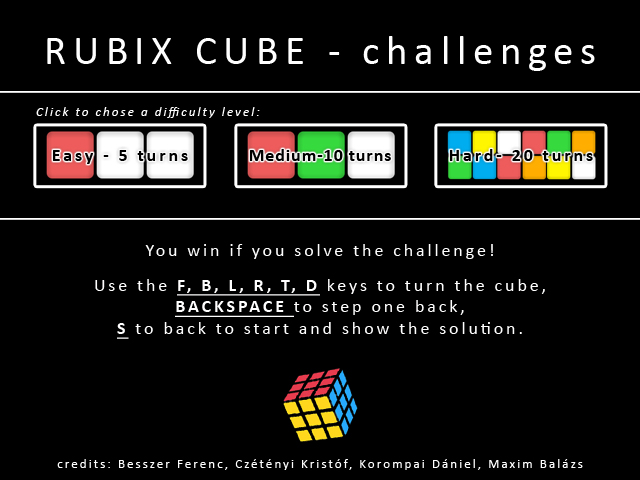 RUBIX CUBE - challenges
Click to chose a difficulty level:
Easy - 5 turns
Medium-10 turns
Hard- 20 turns
You win if you solve the challenge!
Use the F, B, L, R, T, D keys to turn the cube,
BACKSPACE to step one back,
S to back to start and show the solution.
credits: Besszer Ferenc, Czétényi Kristóf, Korompai Dániel, Maxim Balázs